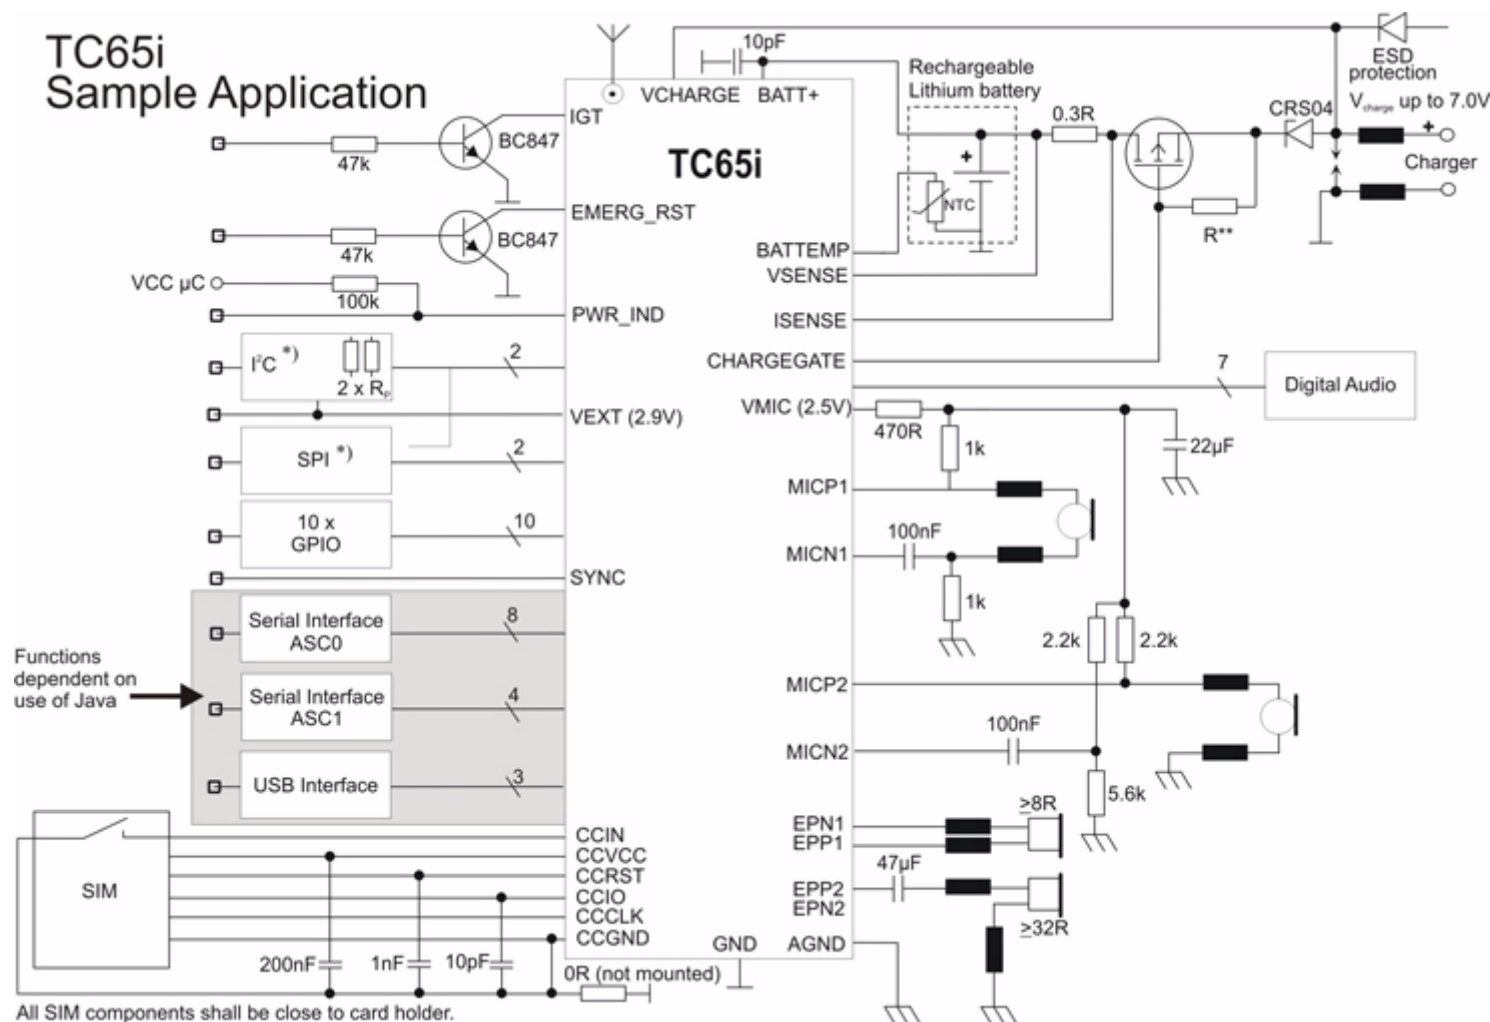 TC65i
Sample Application
10pF
ESD
protection
V_charge up to 7.0V
Rechargeable
Lithium battery
VCHARGE
BATT+
IGT
BC847
47k
TC65i
0.3R
CRS04
+
Charger
+
NTC
R**
EMERG_RST
BC847
47k
BATTEMP
VSENSE
VCC µC
100k
PWR_IND
ISENSE
I²C *)
2 x R_P
2
CHARGEGATE
7
Digital Audio
VEXT (2.9V)
VMIC (2.5V)
470R
1k
22µF
SPI *)
2
MICP1
10 x
GPIO
10
100nF
MICN1
SYNC
1k
Serial Interface
ASC0
8
2.2k
2.2k
Functions
dependent on
use of Java
Serial Interface
ASC1
4
MICP2
100nF
MICN2
USB Interface
3
5.6k
≥8R
EPN1
EPP1
CCIN
CCVCC
CCRST
CCIO
CCCLK
CCGND
SIM
47µF
EPP2
EPN2
≥32R
GND
AGND
200nF
1nF
10pF
0R (not mounted)
All SIM components shall be close to card holder.